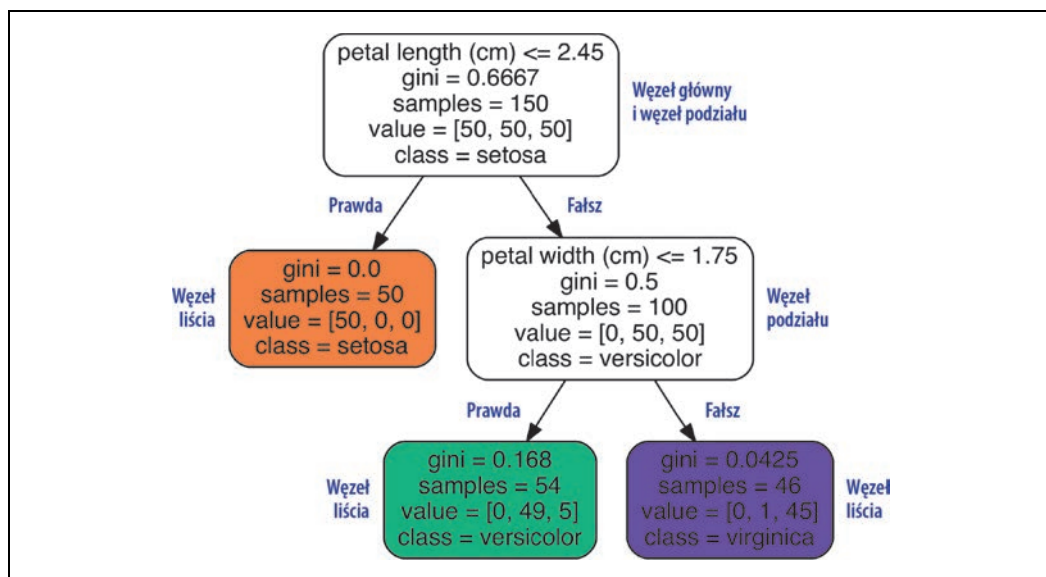 petal length (cm) <= 2.45
gini = 0.6667
samples = 150
value = [50, 50, 50]
class = setosa
Węzeł główny
i węzeł podziału
Prawda
Fałsz
Węzeł
liścia
gini = 0.0
samples = 50
value = [50, 0, 0]
class = setosa
petal width (cm) <= 1.75
gini = 0.5
samples = 100
value = [0, 50, 50]
class = versicolor
Węzeł
podziału
Prawda
Fałsz
Węzeł
liścia
gini = 0.168
samples = 54
value = [0, 49, 5]
class = versicolor
gini = 0.0425
samples = 46
value = [0, 1, 45]
class = virginica
Węzeł
liścia